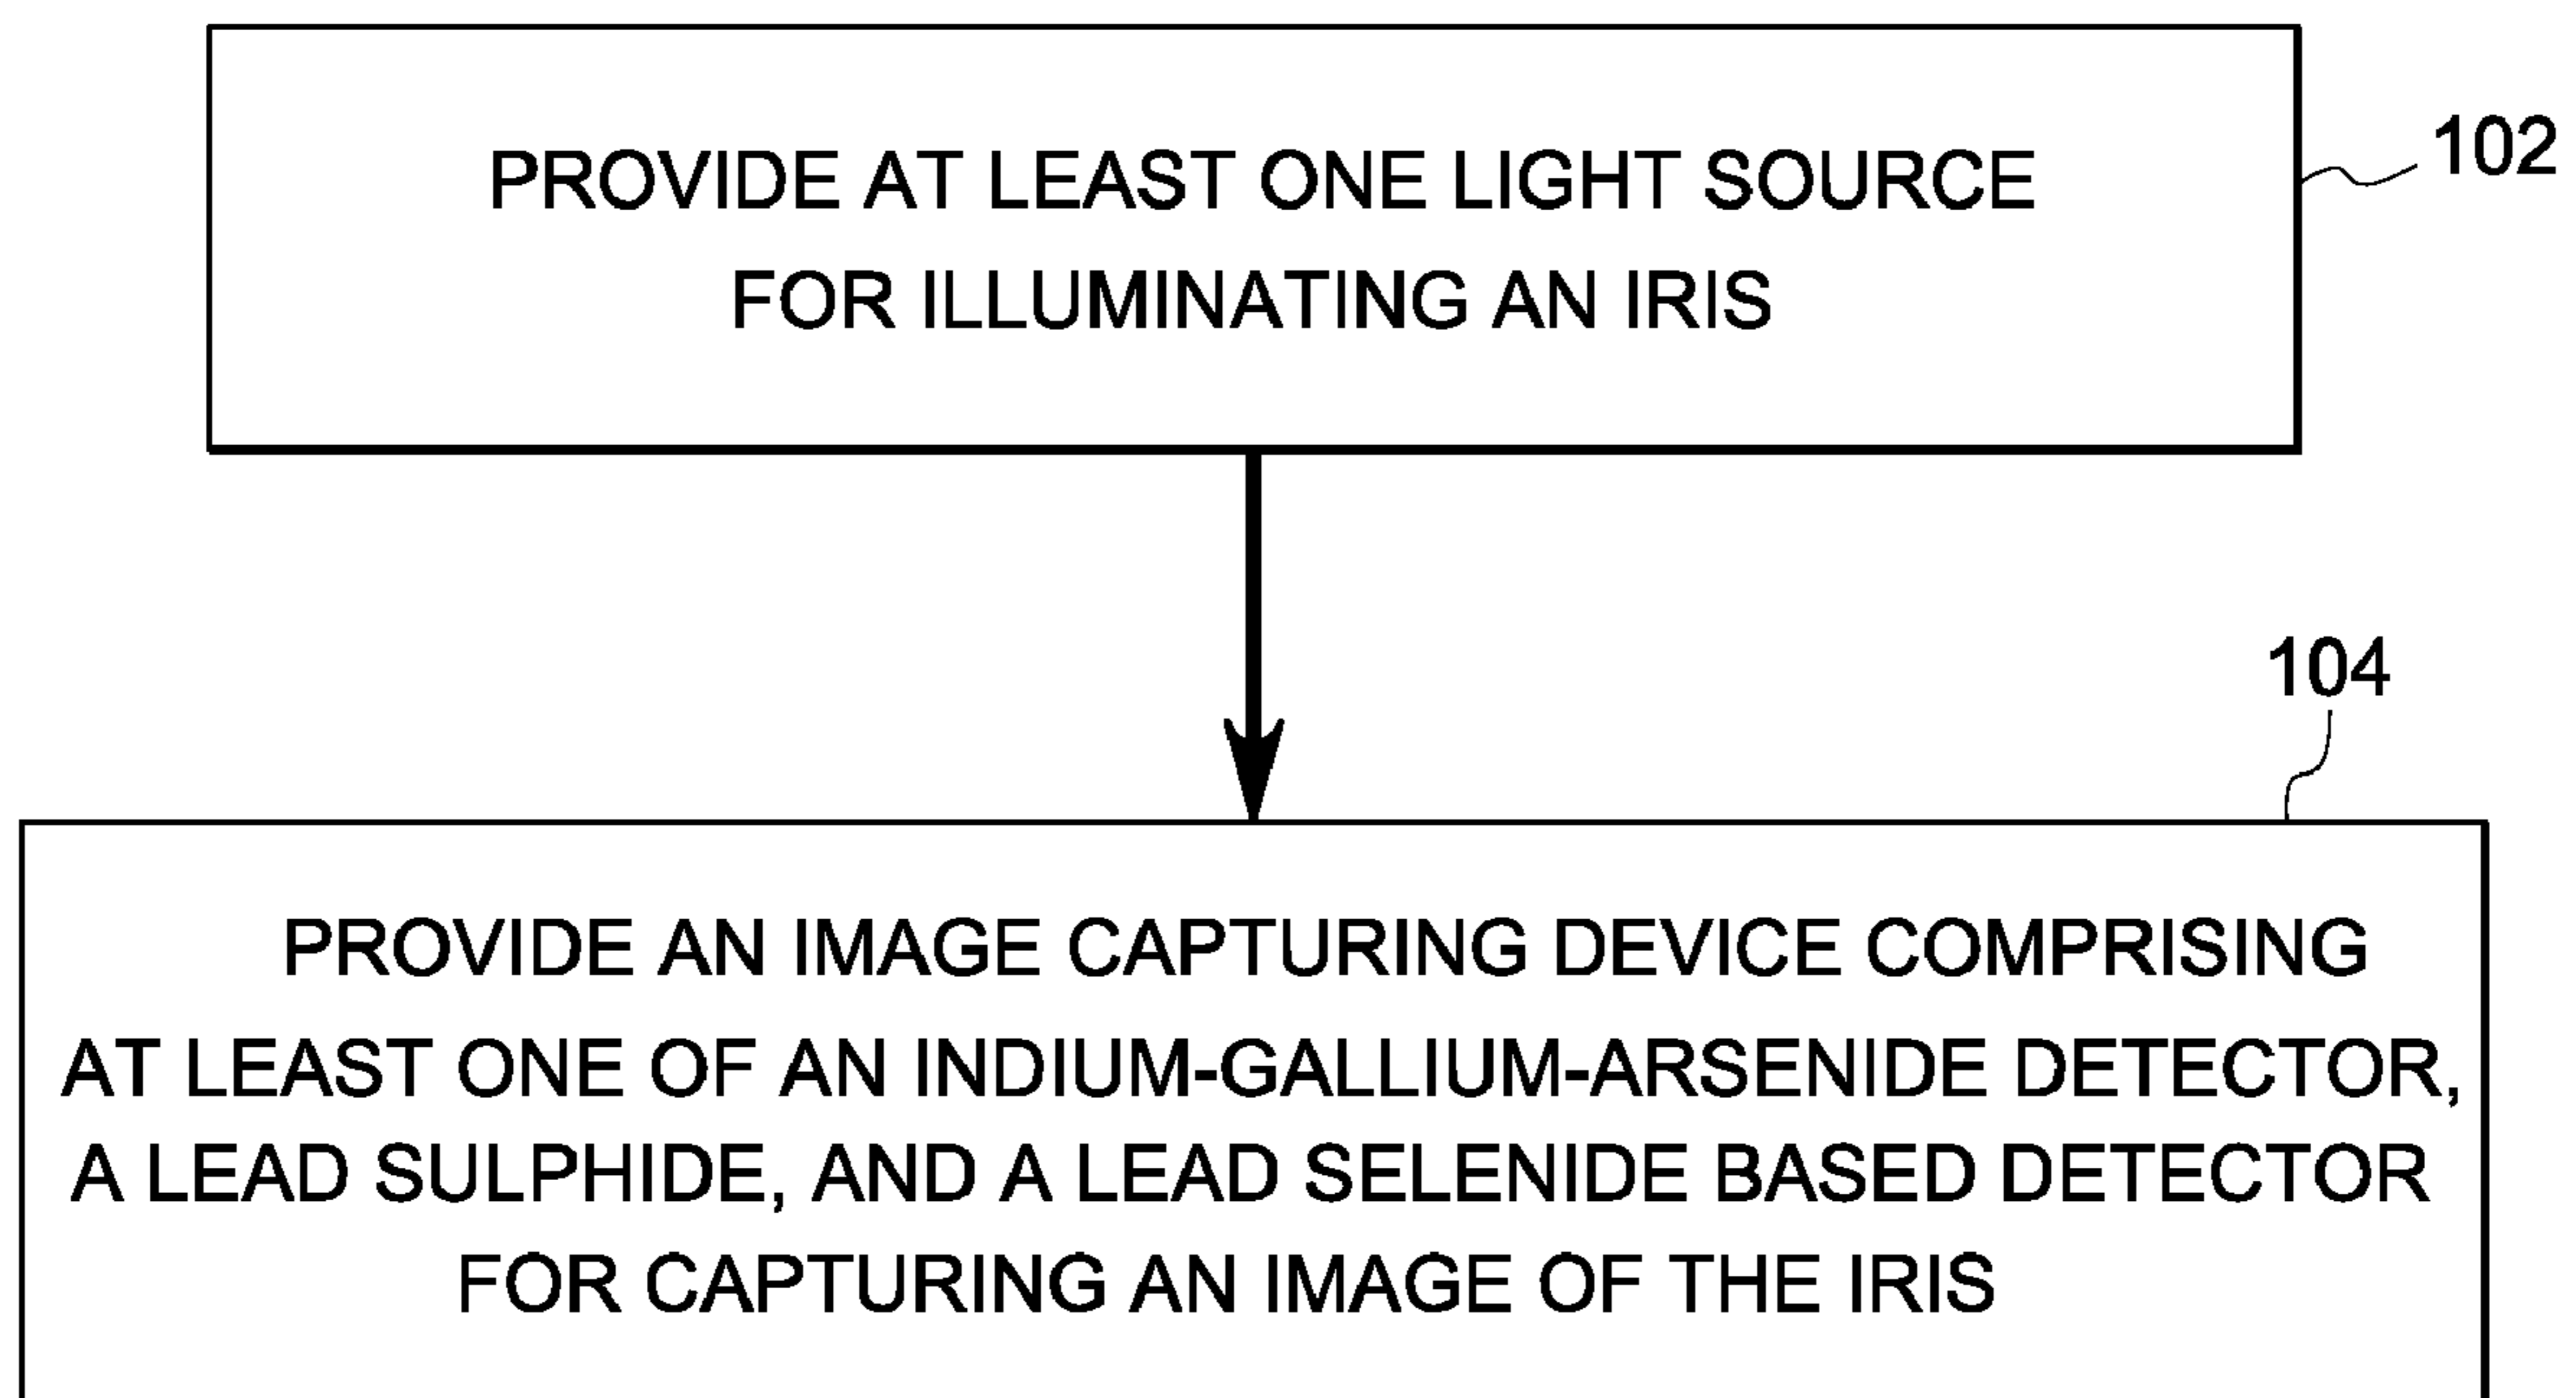 PROVIDE AT LEAST ONE LIGHT SOURCE
FOR ILLUMINATING AN IRIS
102
104
PROVIDE AN IMAGE CAPTURING DEVICE COMPRISING
AT LEAST ONE OF AN INDIUM-GALLIUM-ARSENIDE DETECTOR,
A LEAD SULPHIDE, AND A LEAD SELENIDE BASED DETECTOR
FOR CAPTURING AN IMAGE OF THE IRIS